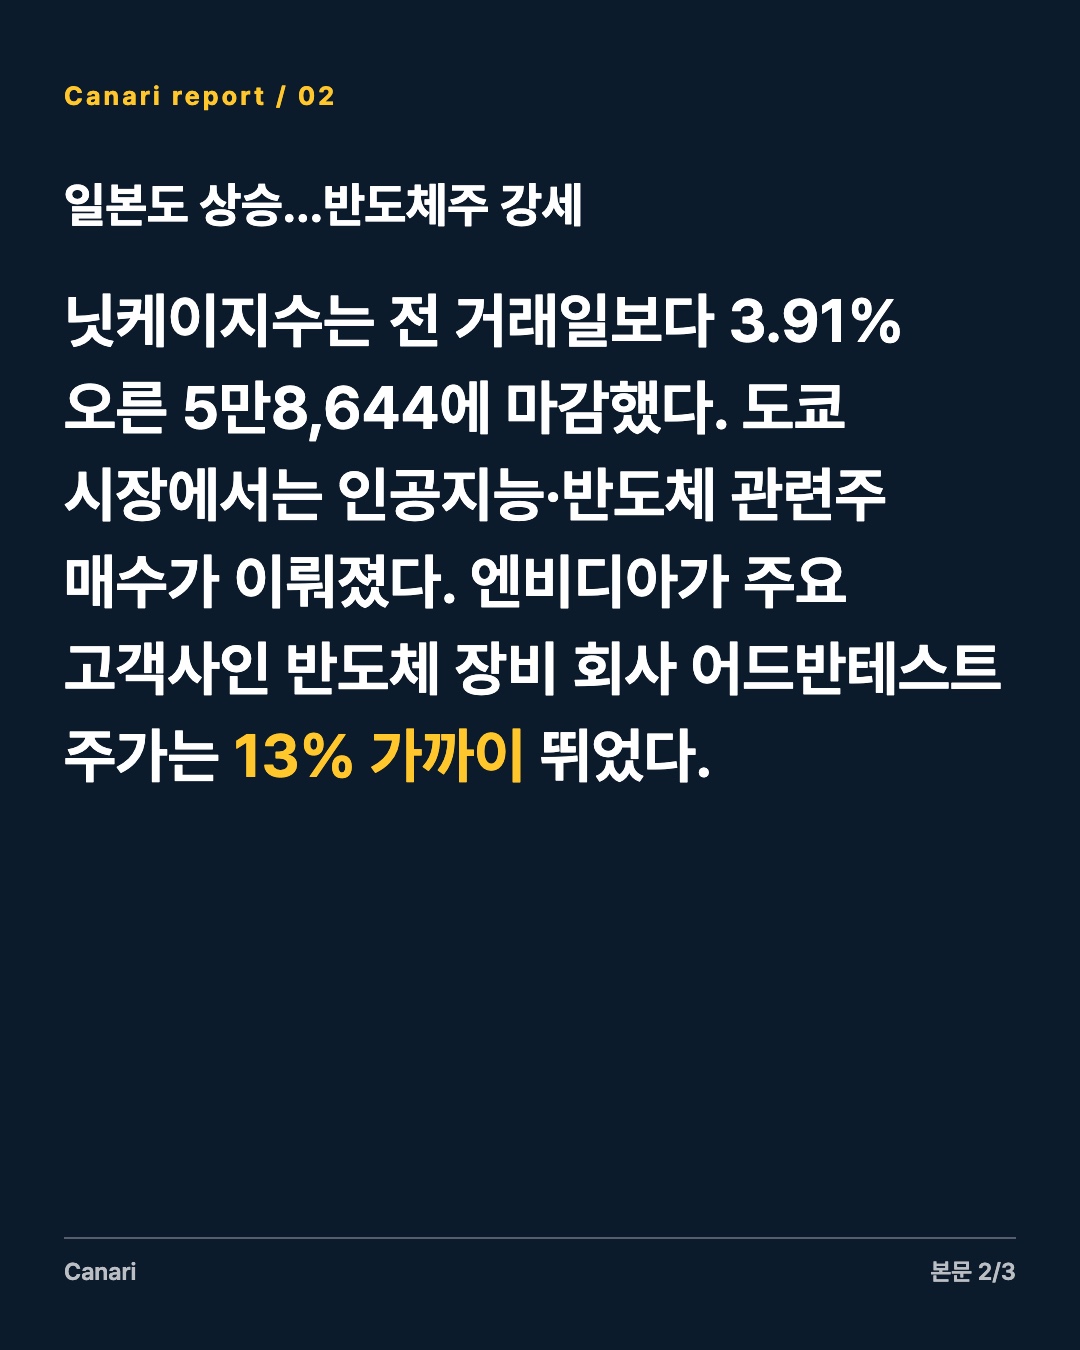 Canari report / 02
일본도 상승...반도체주 강세
닛케이지수는 전 거래일보다 3.91%
오른 5만8,644에 마감했다. 도쿄
시장에서는 인공지능·반도체 관련주
매수가 이뤄졌다. 엔비디아가 주요
고객사인 반도체 장비 회사 어드반테스트
주가는 13% 가까이 뛰었다.
Canari
본문 2/3